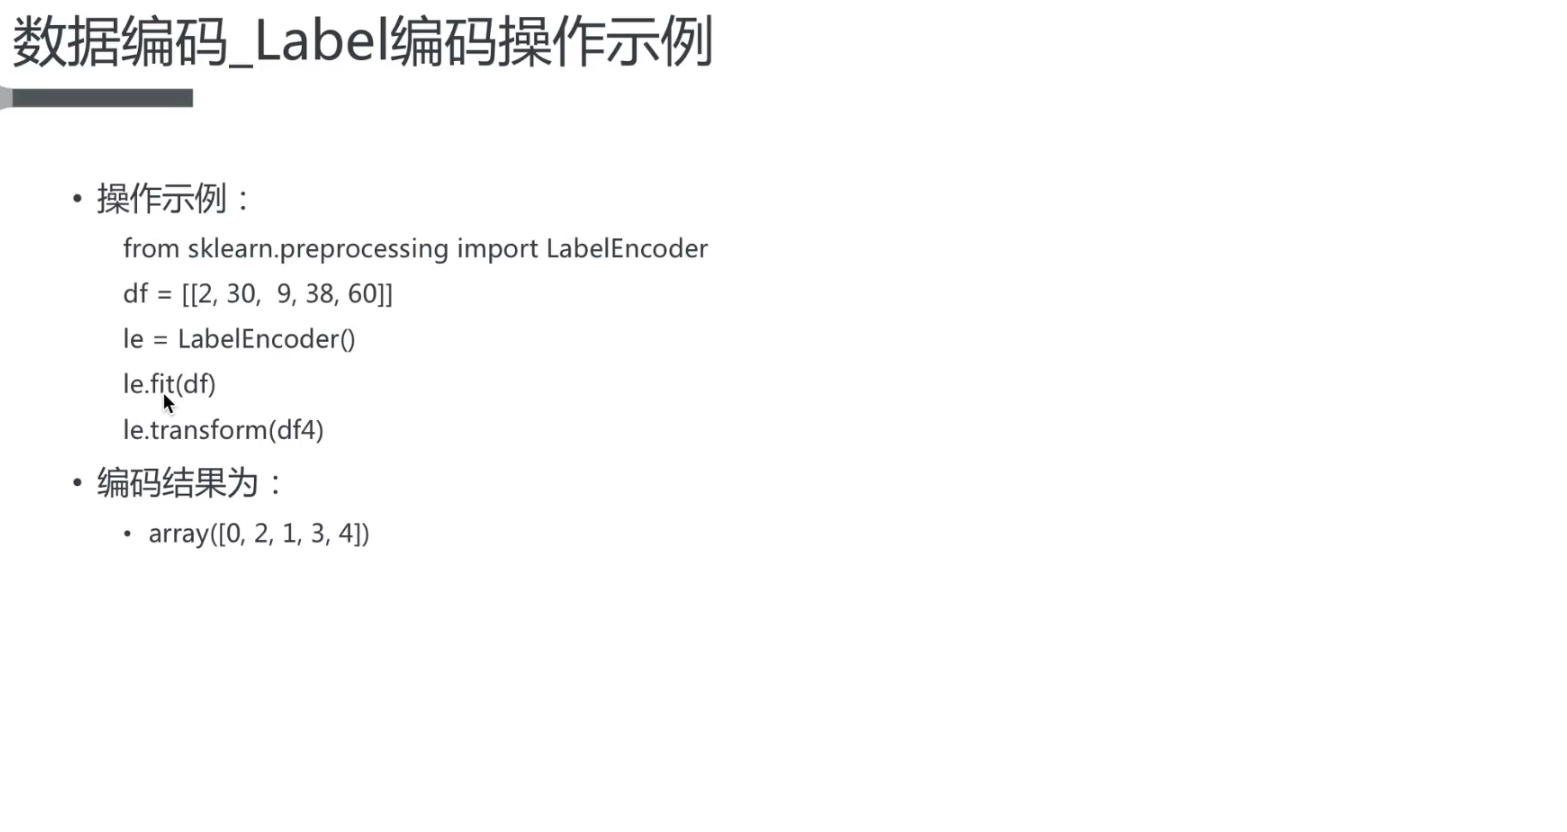 数据编码_Label编码操作示例
• 操作示例：
from sklearn.preprocessing import LabelEncoder
df = [[2, 30,  9, 38, 60]]
le = LabelEncoder()
le.fit(df)
le.transform(df4)
• 编码结果为：
• array([0, 2, 1, 3, 4])